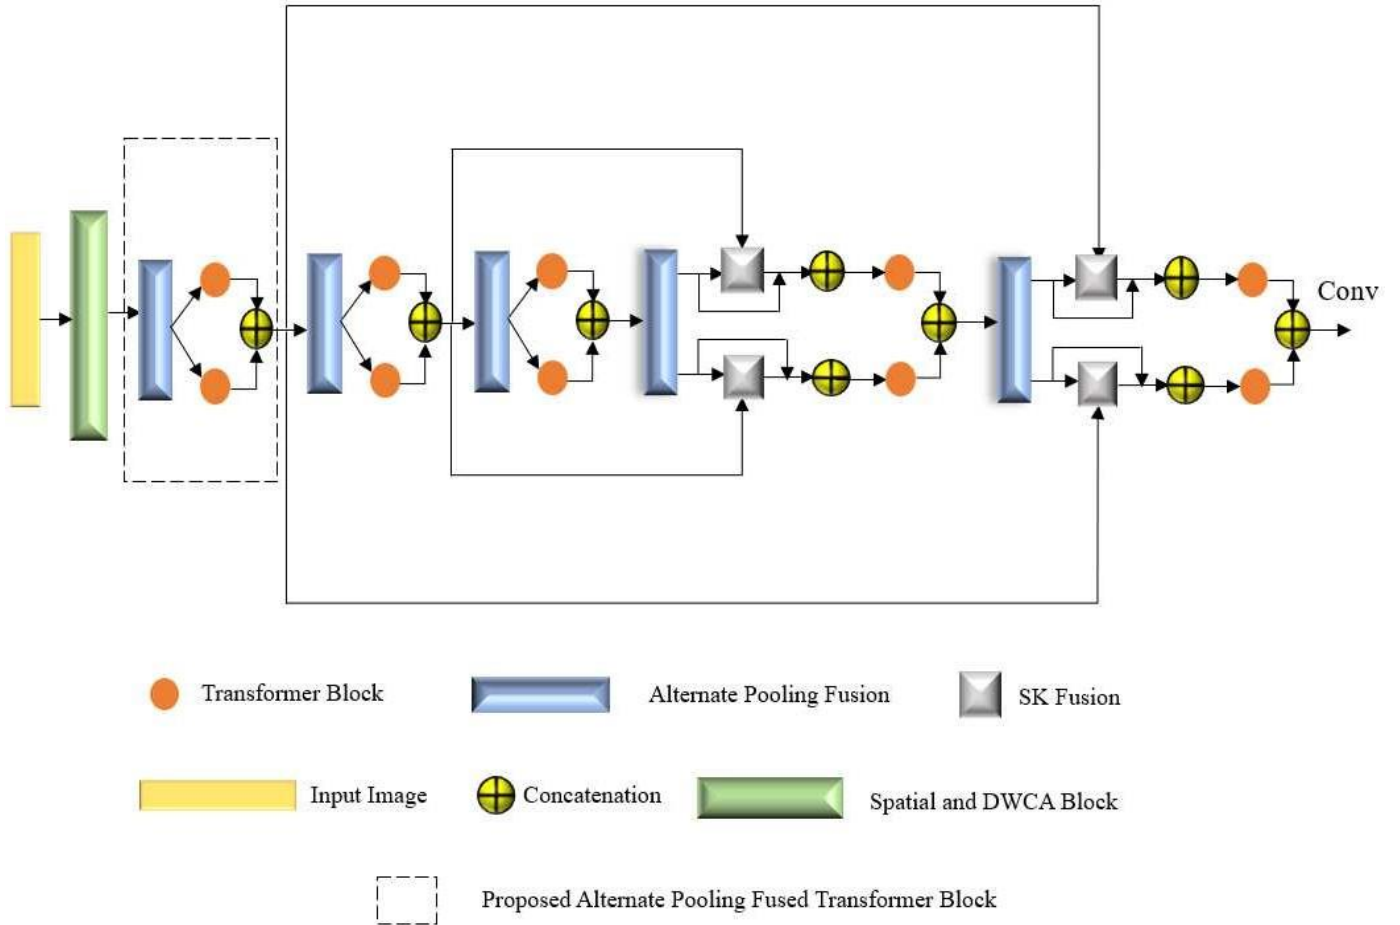 Conv
Transformer Block
Alternate Pooling Fusion
SK Fusion
Input Image
Concatenation
Spatial and DWCA Block
Proposed Alternate Pooling Fused Transformer Block